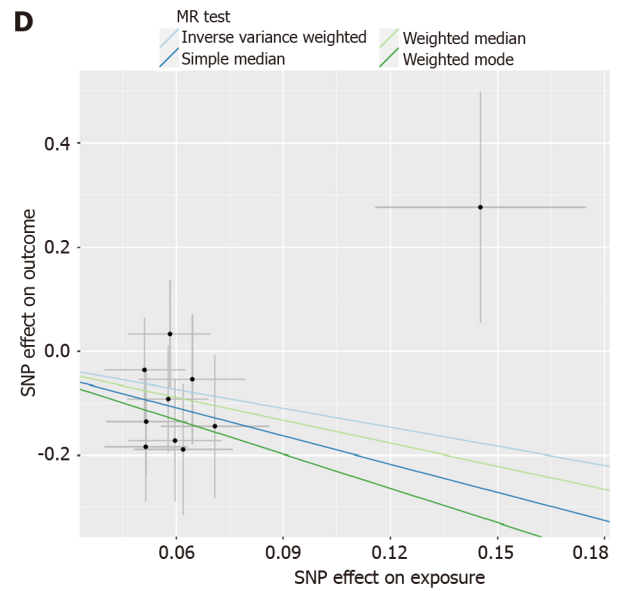 D
MR test
Inverse variance weighted
Weighted median
Simple median
Weighted mode
SNP effect on outcome
0.4
0.2
0.0
-0.2
0.06 0.09 0.12 0.15 0.18
SNP effect on exposure